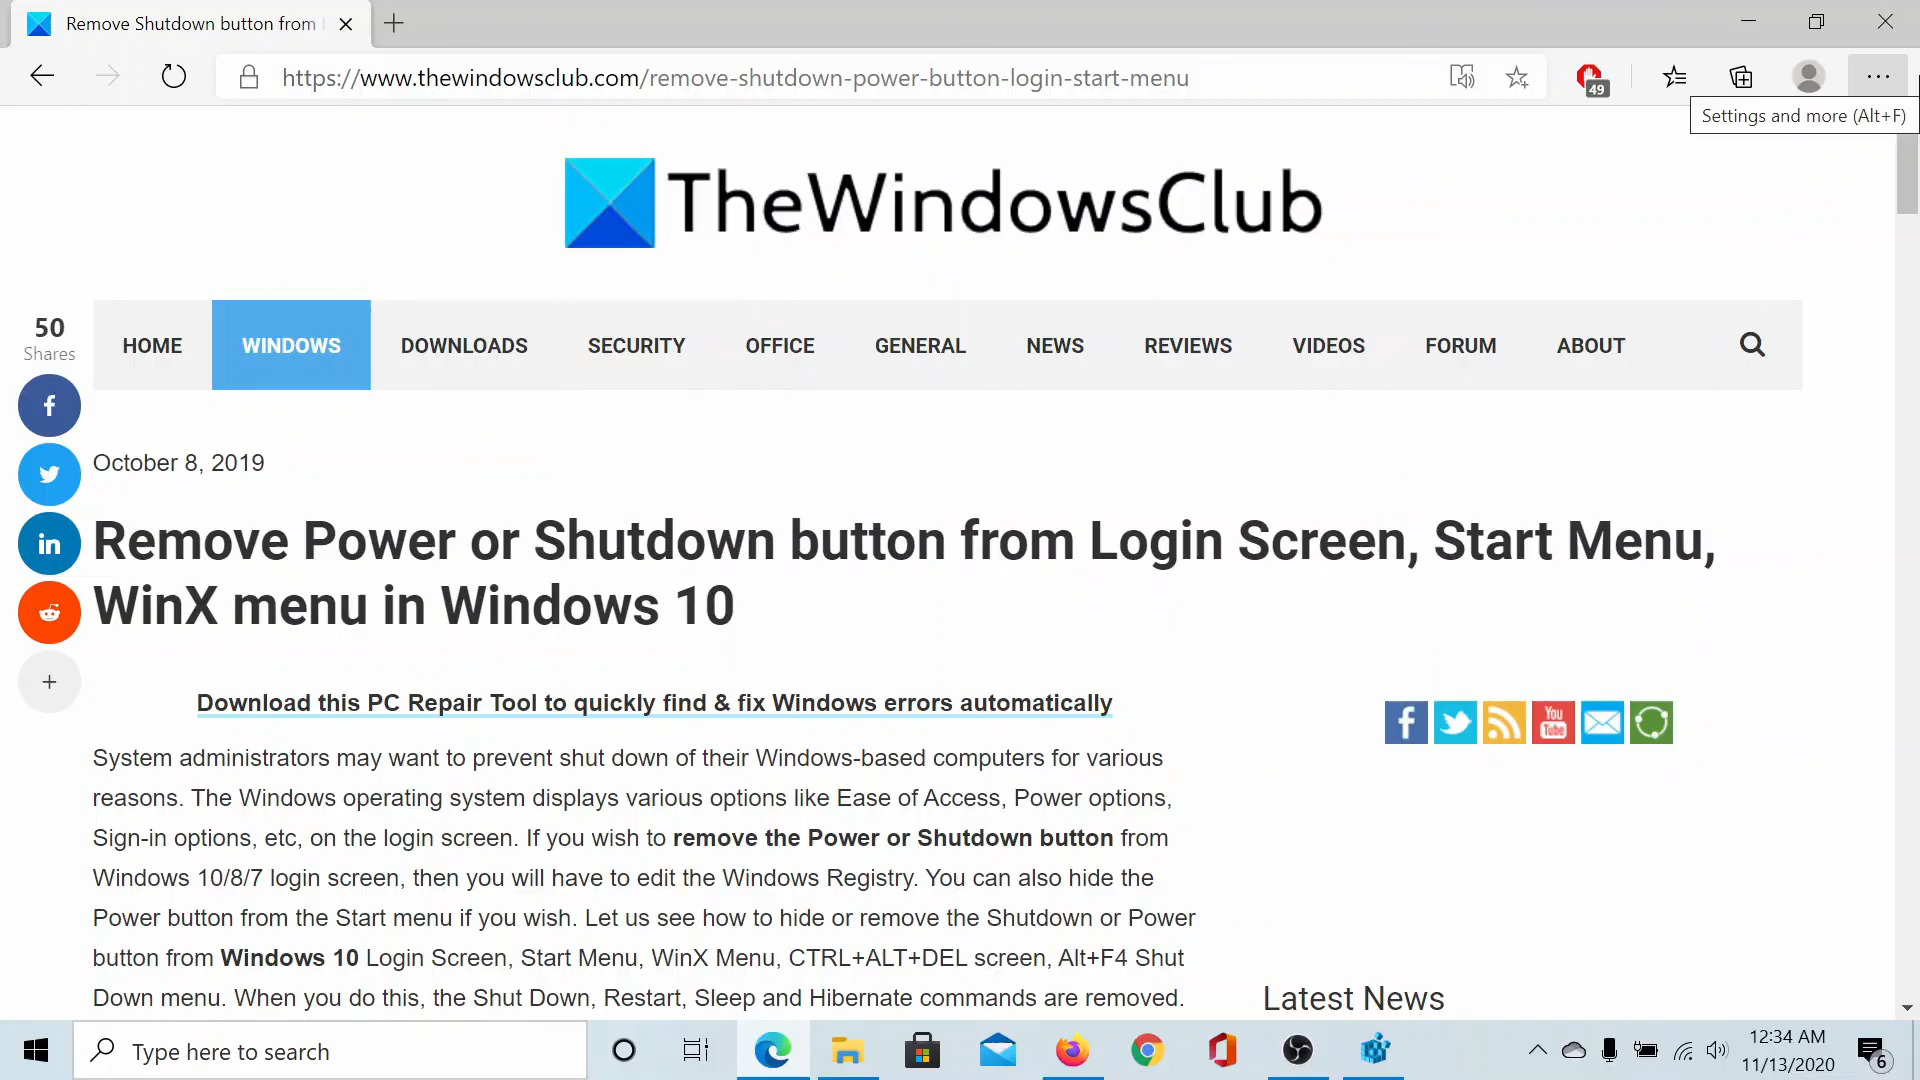 Remove Shutdown button from
https://www.thewindowsclub.com/remove-shutdown-power-button-login-start-menu
49
Settings and more (Alt+F)
TheWindowsClub
50
Shares
HOME
WINDOWS
DOWNLOADS
SECURITY
OFFICE
GENERAL
NEWS
REVIEWS
VIDEOS
FORUM
ABOUT
October 8, 2019
Remove Power or Shutdown button from Login Screen, Start Menu,
WinX menu in Windows 10
Download this PC Repair Tool to quickly find & fix Windows errors automatically
You
Tube
System administrators may want to prevent shut down of their Windows-based computers for various
reasons. The Windows operating system displays various options like Ease of Access, Power options,
Sign-in options, etc, on the login screen. If you wish to remove the Power or Shutdown button from
Windows 10/8/7 login screen, then you will have to edit the Windows Registry. You can also hide the
Power button from the Start menu if you wish. Let us see how to hide or remove the Shutdown or Power
button from Windows 10 Login Screen, Start Menu, WinX Menu, CTRL+ALT+DEL screen, Alt+F4 Shut
Down menu. When you do this, the Shut Down, Restart, Sleep and Hibernate commands are removed.
Latest News
Type here to search
12:34 AM
11/13/2020
6